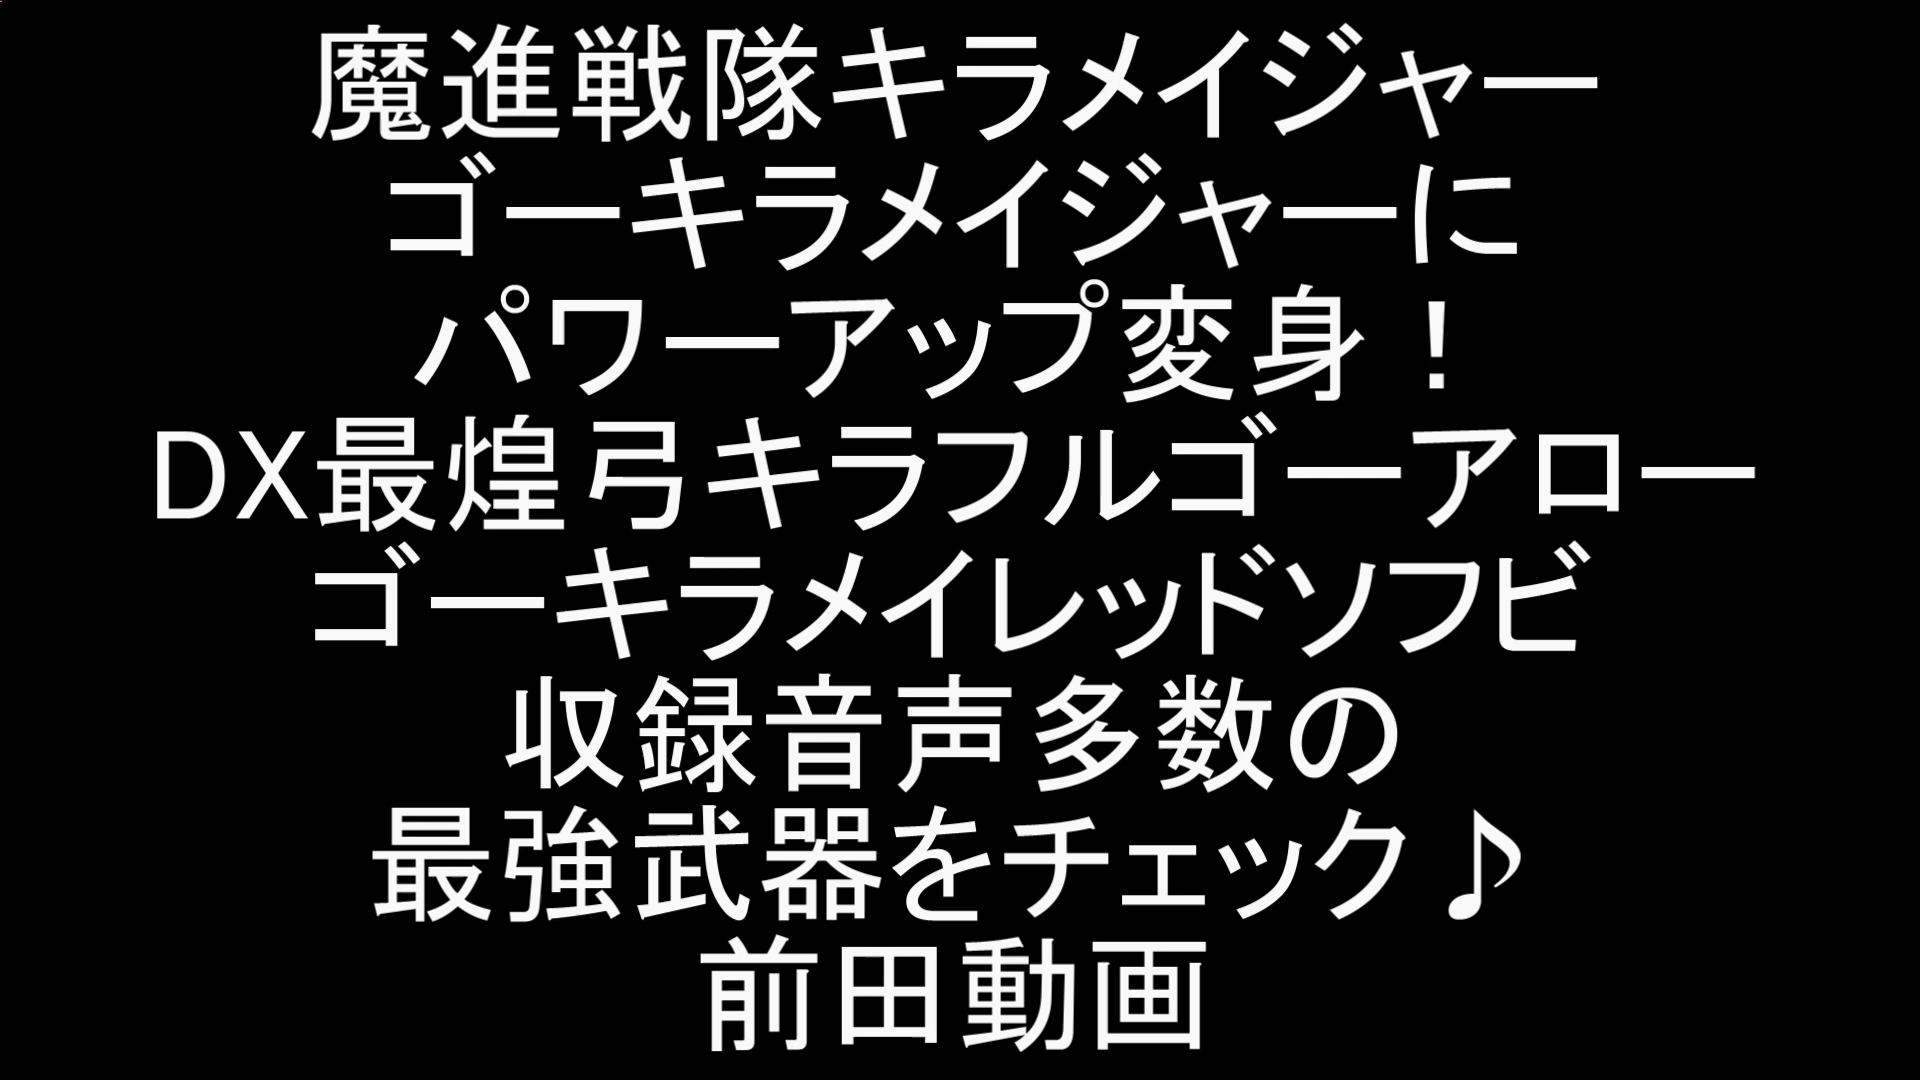 魔進戦隊キラメイジャー
ゴーキラメイジャーに
パワーアップ変身！
DX最煌弓キラフルゴーアロー
ゴーキラメイレッドソフビ
収録音声多数の
最強武器をチェック♪
前田動画